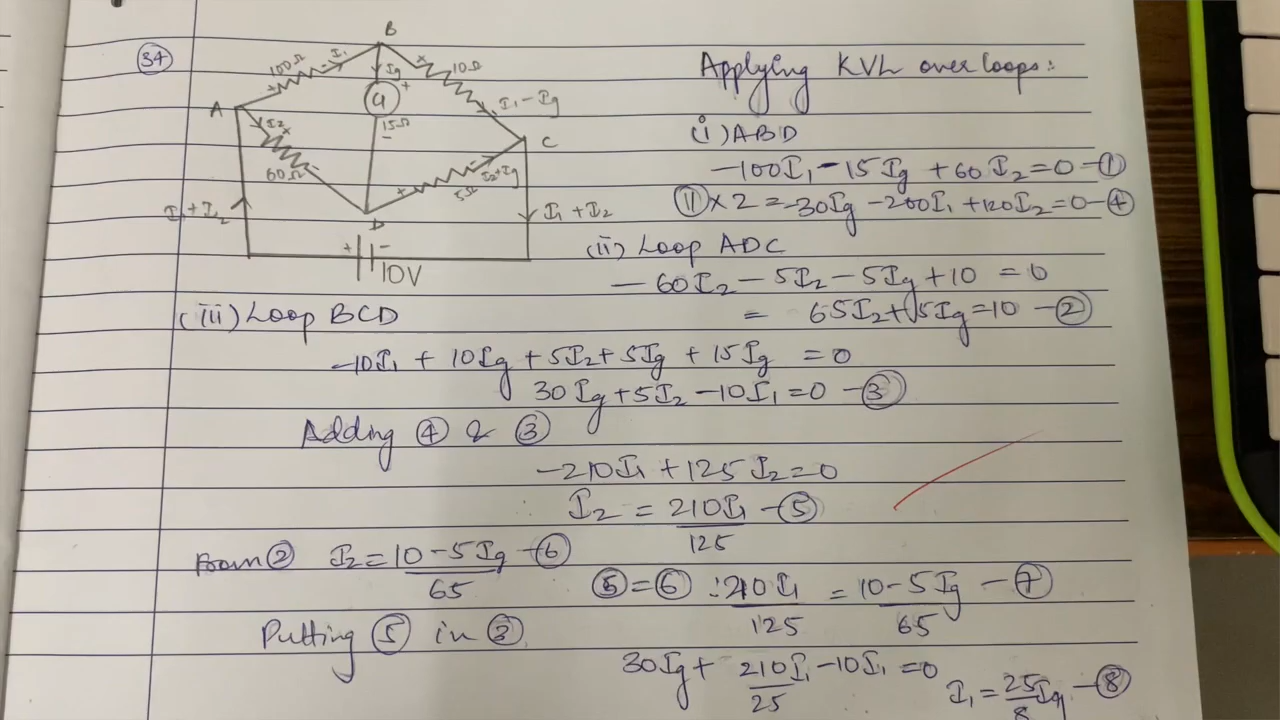 34
B
100Ω I₁ Ig + 10Ω
G I₁ - Ig
A I₂ 15Ω C
60Ω 5Ω I₂+Ig
D
I₁ + I₂ I₁ + I₂
+ -
10V
Applying KVL over loops:
(i) ABD
-100I₁ - 15Ig + 60I₂ = 0 - ①
⑪ × 2 = -30Ig - 200I₁ + 120I₂ = 0 - ④
(ii) Loop ADC
- 60I₂ - 5I₂ - 5Ig + 10 = 0
= 65I₂ + 5Ig = 10 - ②
(iii) Loop BCD
-10I₁ + 10Ig + 5I₂ + 5Ig + 15Ig = 0
30Ig + 5I₂ - 10I₁ = 0 - ③
Adding ④ & ③
-210I₁ + 125I₂ = 0
I₂ = 210I₁ - ⑤
125
From ② I₂ = 10 - 5Ig - ⑥
65
⑤ = ⑥ : 210I₁ = 10 - 5Ig - ⑦
125 65
Putting ⑤ in ③
30Ig + 210I₁ - 10I₁ = 0
25
I₁ = 25Ig - ⑧
8